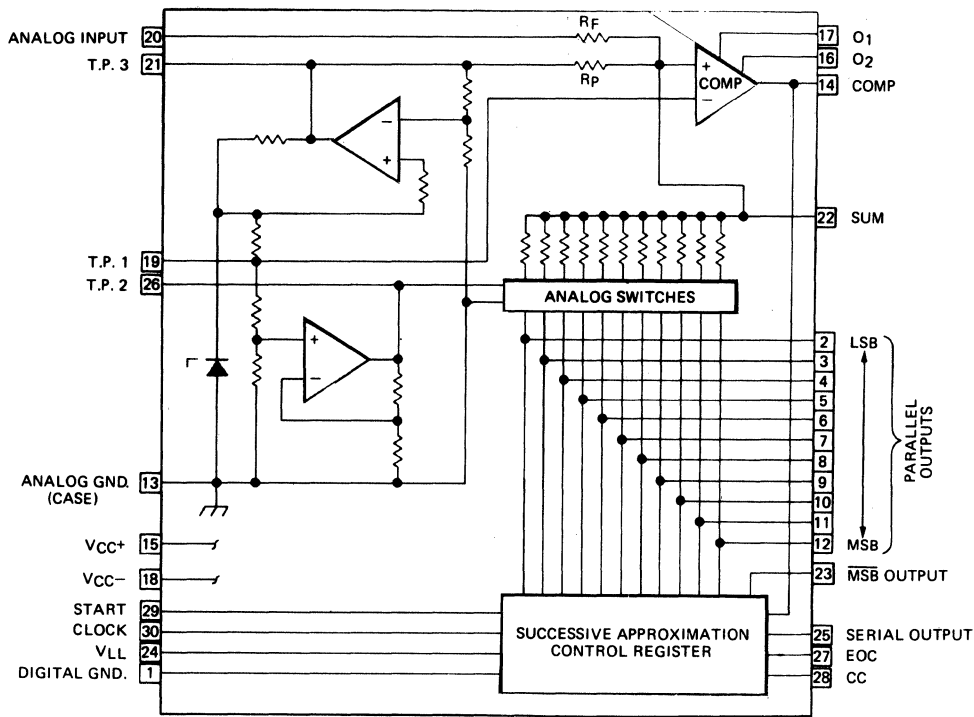 ANALOG INPUT 20
T.P. 3 21
RF
RP
+
COMP
−
17 O1
16 O2
14 COMP
−
+
22 SUM
T.P. 1 19
T.P. 2 26
ANALOG SWITCHES
+
−
2 LSB
3
4
5
6
7
8
9
10
11
12 MSB
PARALLEL
OUTPUTS
ANALOG GND. 13
(CASE)
VCC+ 15
VCC− 18
23 MSB OUTPUT
START 29
CLOCK 30
VLL 24
DIGITAL GND. 1
SUCCESSIVE APPROXIMATION
CONTROL REGISTER
25 SERIAL OUTPUT
27 EOC
28 CC